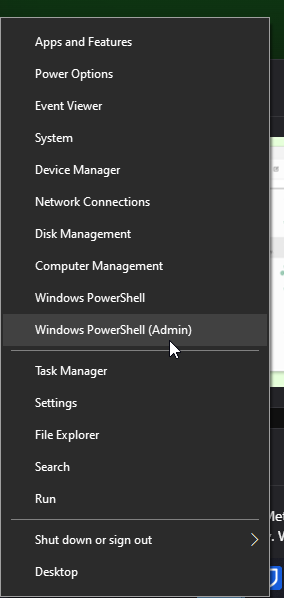 Apps and Features
Power Options
Event Viewer
System
Device Manager
Network Connections
Disk Management
Computer Management
Windows PowerShell
Windows PowerShell (Admin)
Task Manager
Settings
File Explorer
Search
Run
Shut down or sign out
Desktop